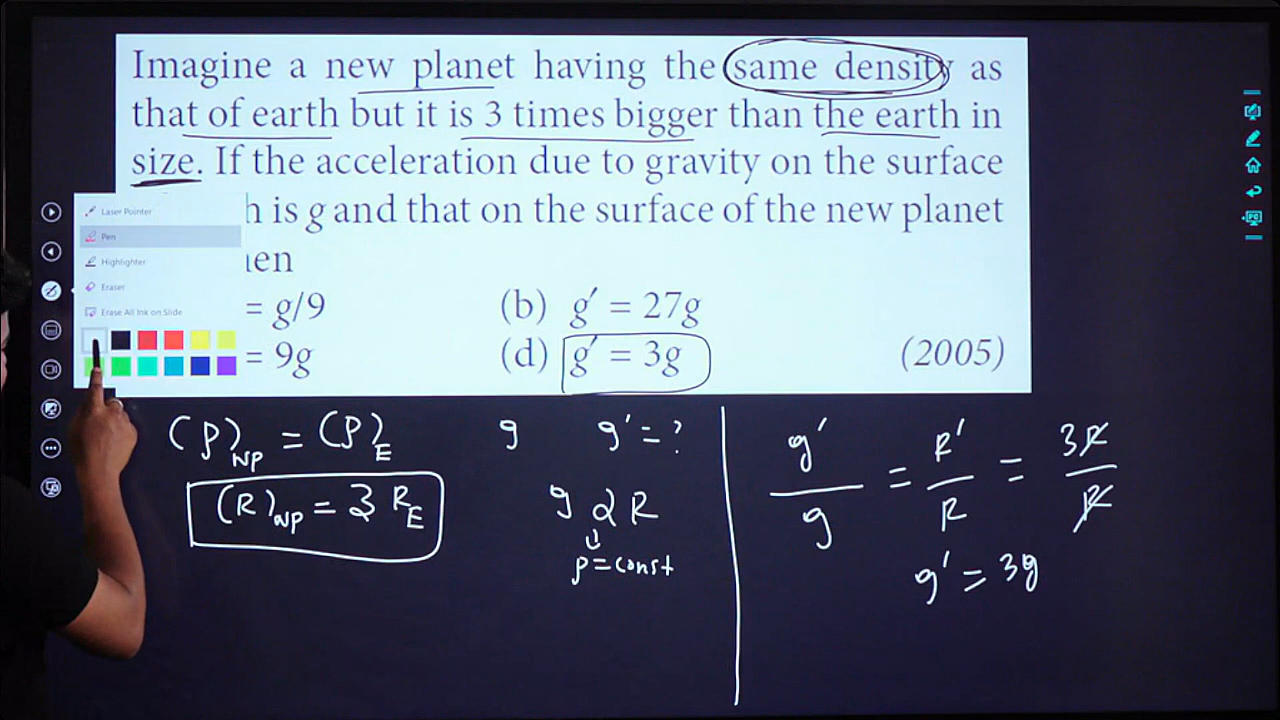 Imagine a new planet having the same density as
that of earth but it is 3 times bigger than the earth in
size. If the acceleration due to gravity on the surface
h is g and that on the surface of the new planet
en
= g/9 (b) g′ = 27g
= 9g (d) g′ = 3g (2005)
Laser Pointer
Pen
Highlighter
Eraser
Erase All Ink on Slide
PC
(ρ)NP = (ρ)E
(R)NP = 3 RE
g g' = ?
g α R
ρ = const
g'/g = R'/R = 3R/R
g' = 3g